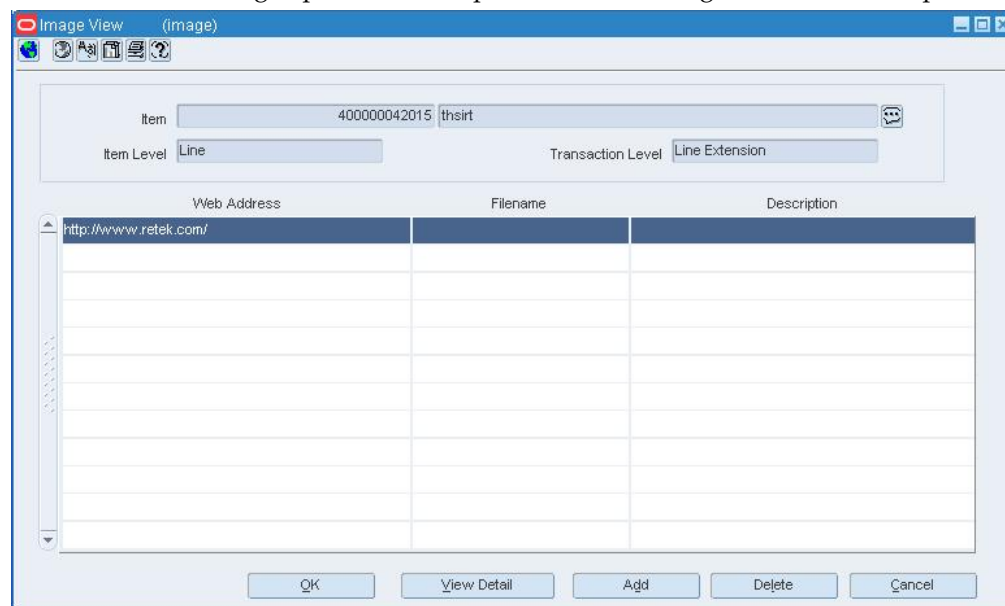 Image View (image)
Item 400000042015 thsirt
Item Level Line Transaction Level Line Extension
Web Address Filename Description
http://www.retek.com/
OK View Detail Add Delete Cancel